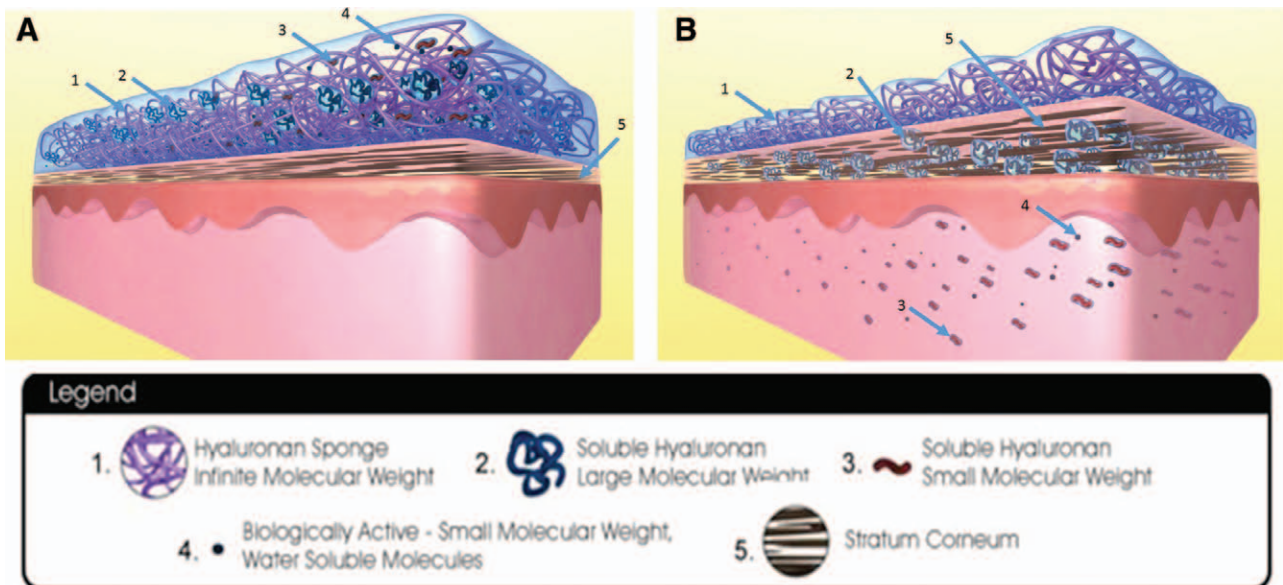 A
4
3
2
1
5
B
5
2
1
4
3
Legend
1.
Hyaluronan Sponge
Infinite Molecular Weight
2.
Soluble Hyaluronan
Large Molecular Weight
3.
Soluble Hyaluronan
Small Molecular Weight
4.
Biologically Active - Small Molecular Weight,
Water Soluble Molecules
5.
Stratum Corneum